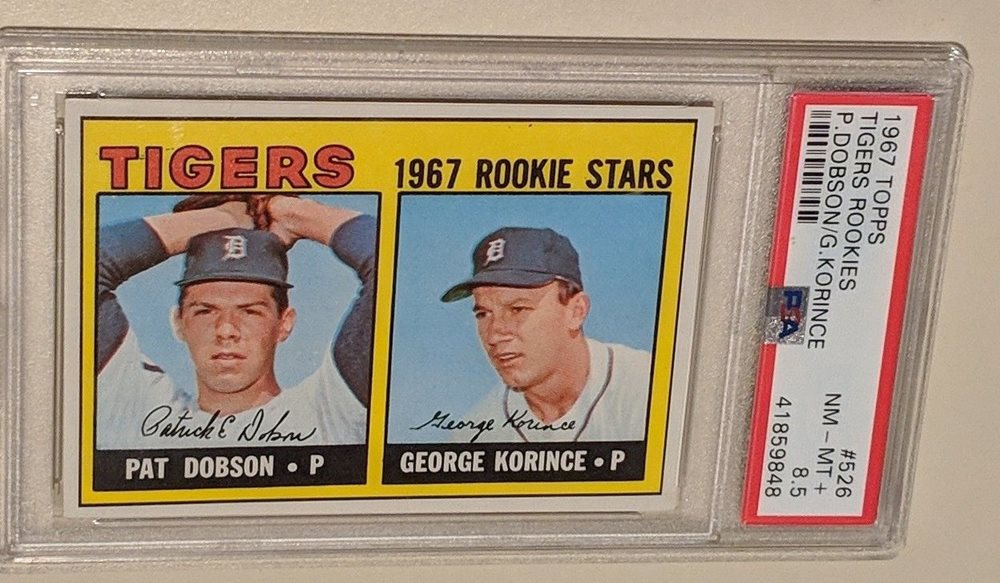 TIGERS
1967 ROOKIE STARS
D
D
Patrick E Dobson
George Korince
PAT DOBSON • P
GEORGE KORINCE • P
1967 TOPPS #526
TIGERS ROOKIES NM - MT +
P.DOBSON/G.KORINCE 8.5
41859848
PSA